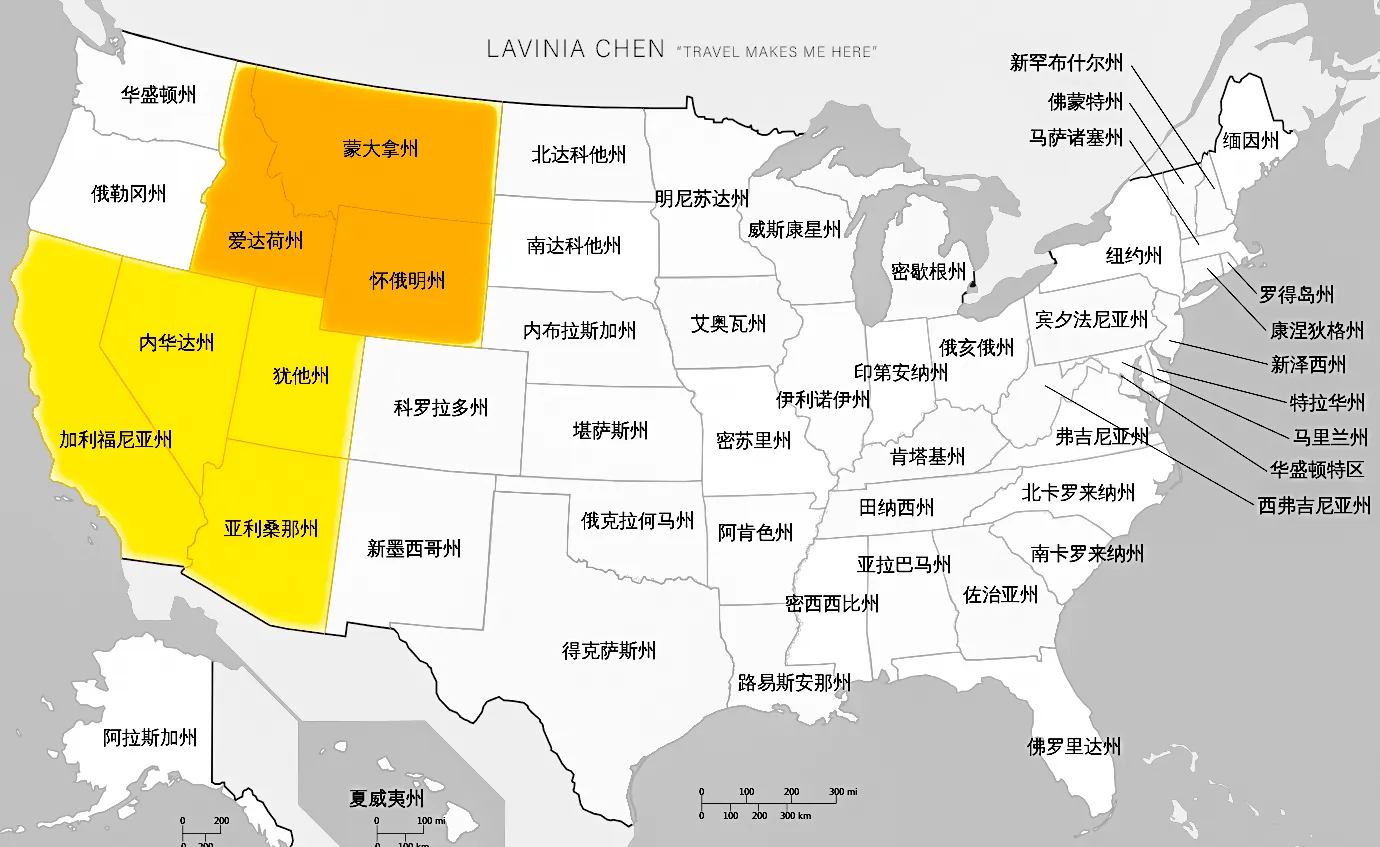 LAVINIA CHEN "TRAVEL MAKES ME HERE"
新罕布什尔州
佛蒙特州
马萨诸塞州
华盛顿州
蒙大拿州
北达科他州
缅因州
俄勒冈州
明尼苏达州
威斯康星州
爱达荷州
南达科他州
纽约州
怀俄明州
密歇根州
罗得岛州
内华达州
内布拉斯加州
艾奥瓦州
宾夕法尼亚州
康涅狄格州
犹他州
俄亥俄州
新泽西州
印第安纳州
科罗拉多州
伊利诺伊州
特拉华州
加利福尼亚州
堪萨斯州
密苏里州
弗吉尼亚州
马里兰州
肯塔基州
华盛顿特区
北卡罗来纳州
西弗吉尼亚州
亚利桑那州
俄克拉何马州
田纳西州
新墨西哥州
阿肯色州
亚拉巴马州
南卡罗来纳州
密西西比州
佐治亚州
得克萨斯州
路易斯安那州
阿拉斯加州
佛罗里达州
夏威夷州
0 100 200 300 mi
0 100 200 300 km
0 200
0 200
0 100 mi
0 100 km